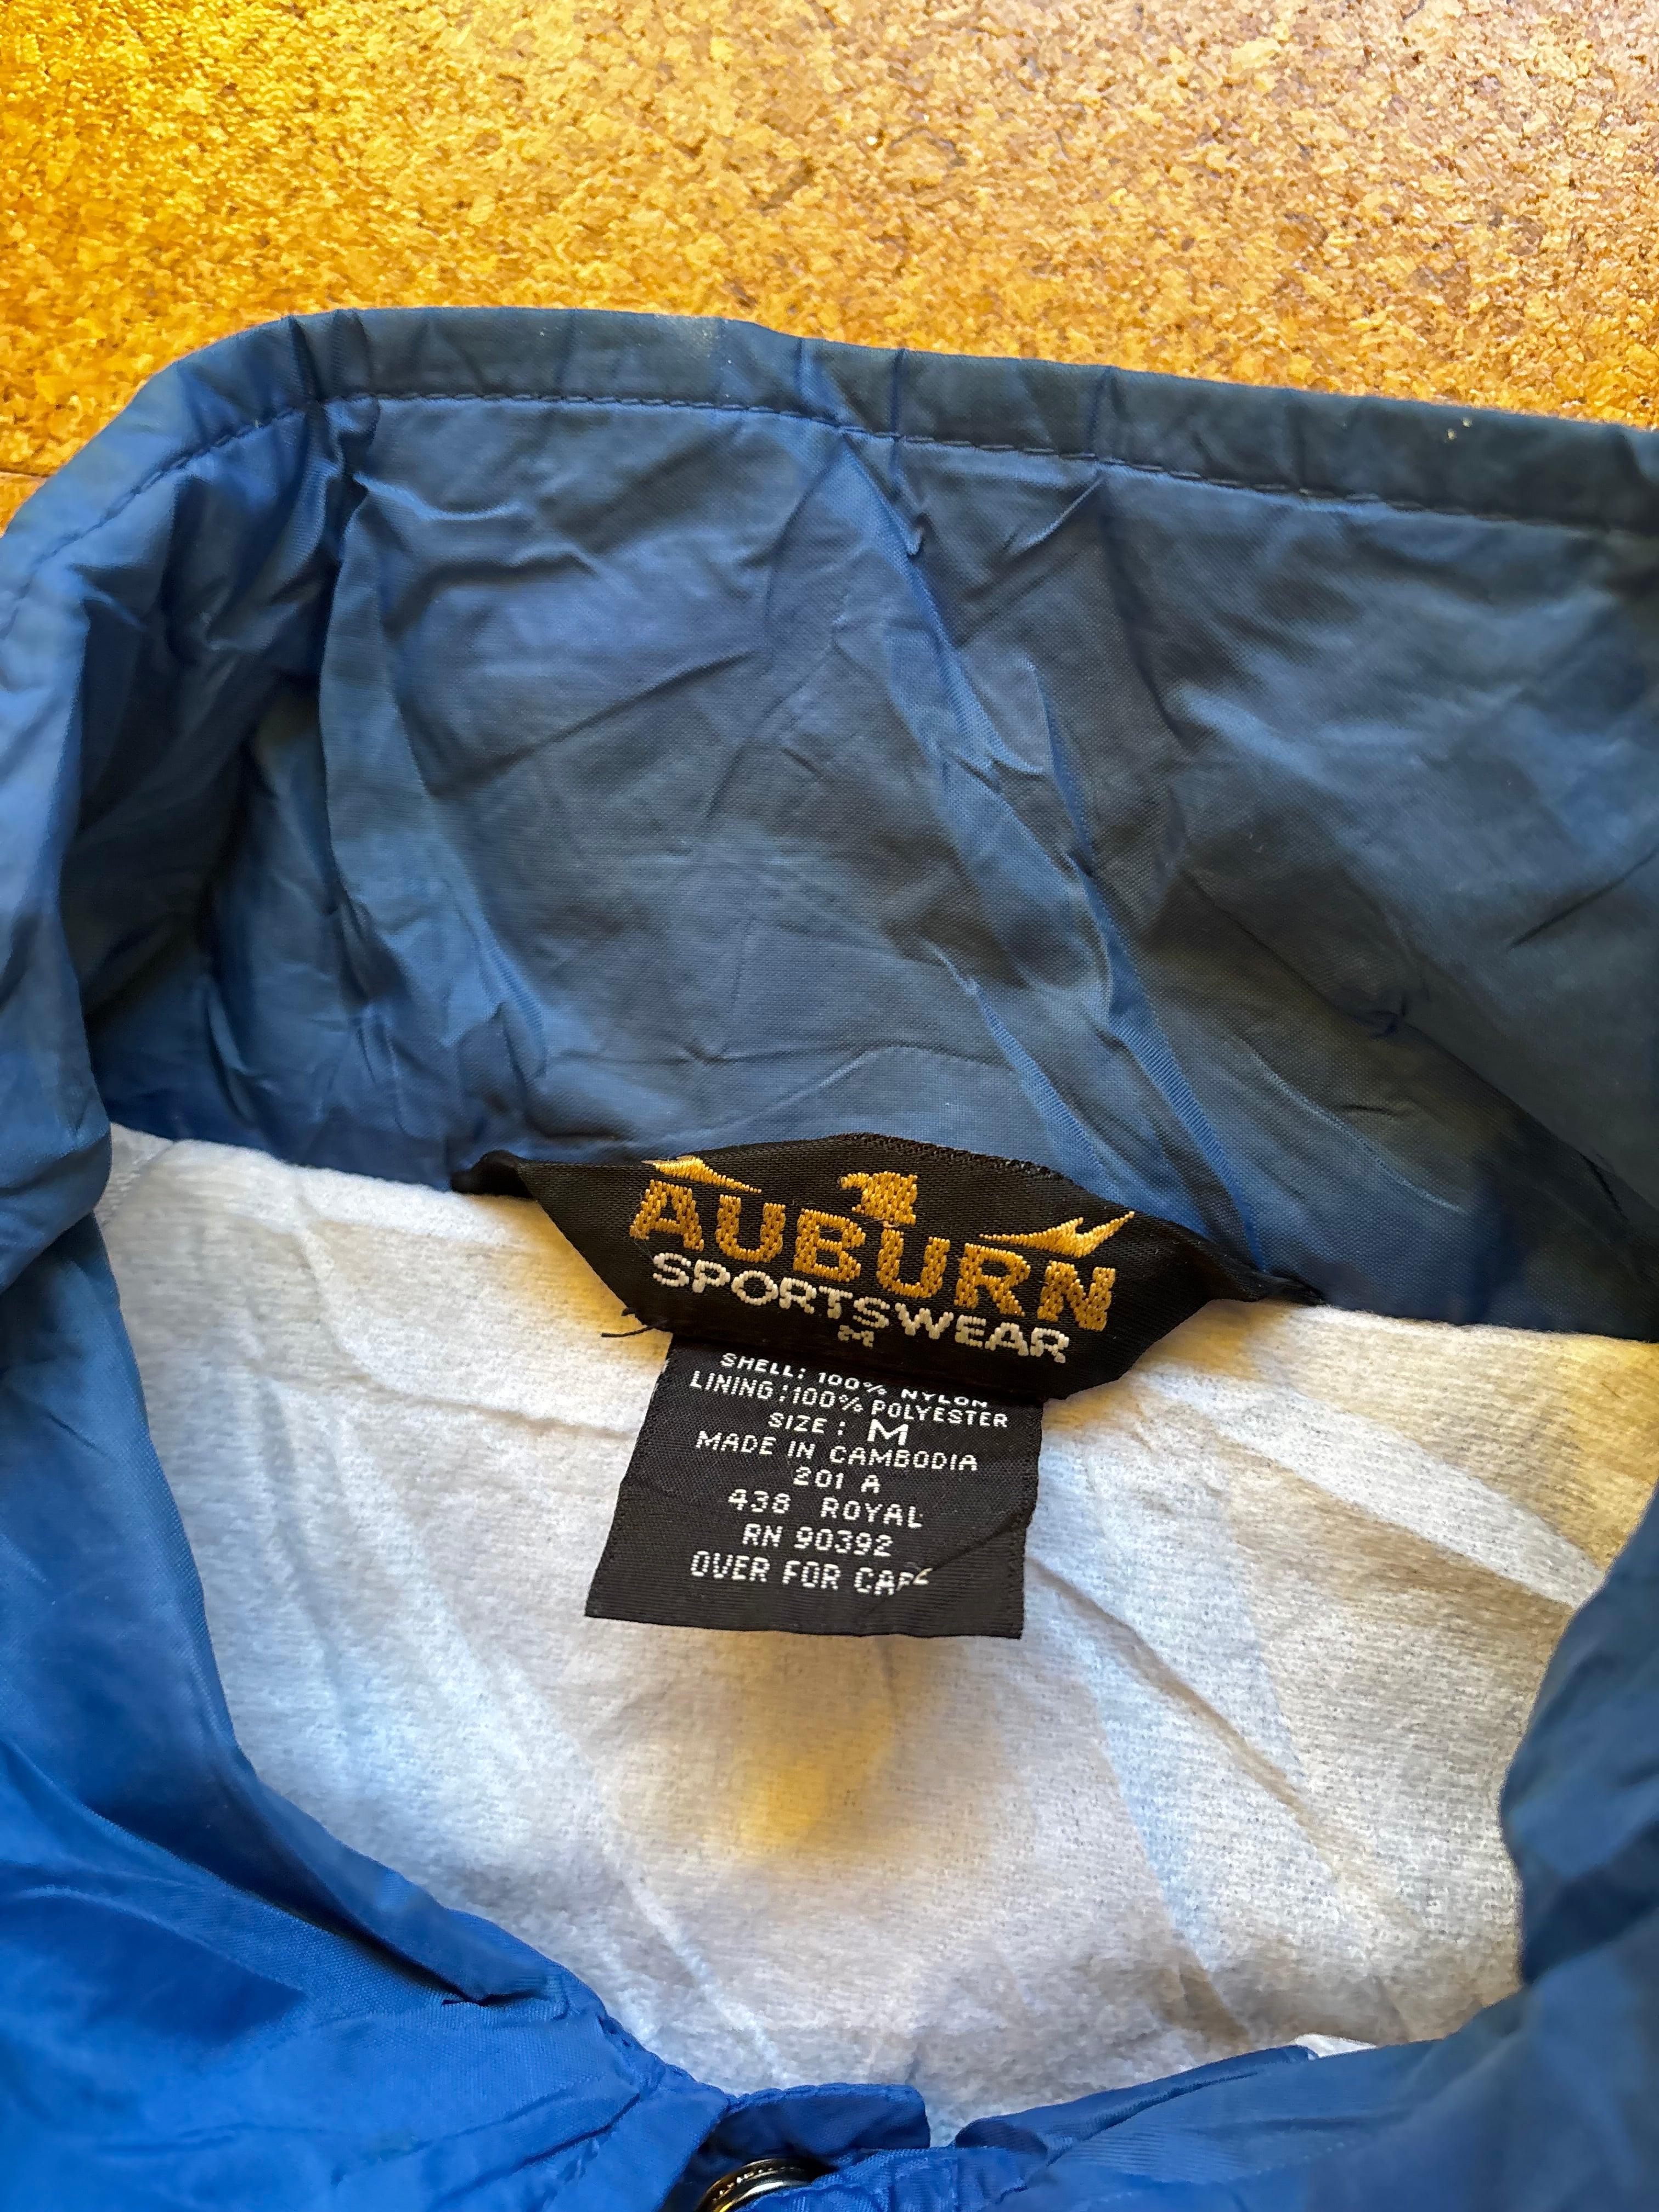 AUBURN
SPORTSWEAR
M
SHELL: 100% NYLON
LINING:100% POLYESTER
SIZE: M
MADE IN CAMBODIA
201 A
438 ROYAL
RN 90392
OVER FOR CARE